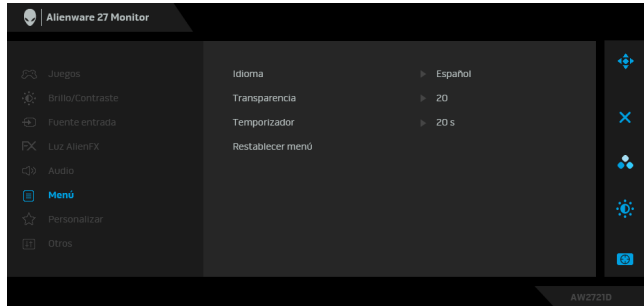 Alienware 27 Monitor
Juegos
Brillo/Contraste
Fuente entrada
Luz AlienFX
Audio
Menú
Personalizar
Otros
Idioma Español
Transparencia 20
Temporizador 20 s
Restablecer menú
AW2721D